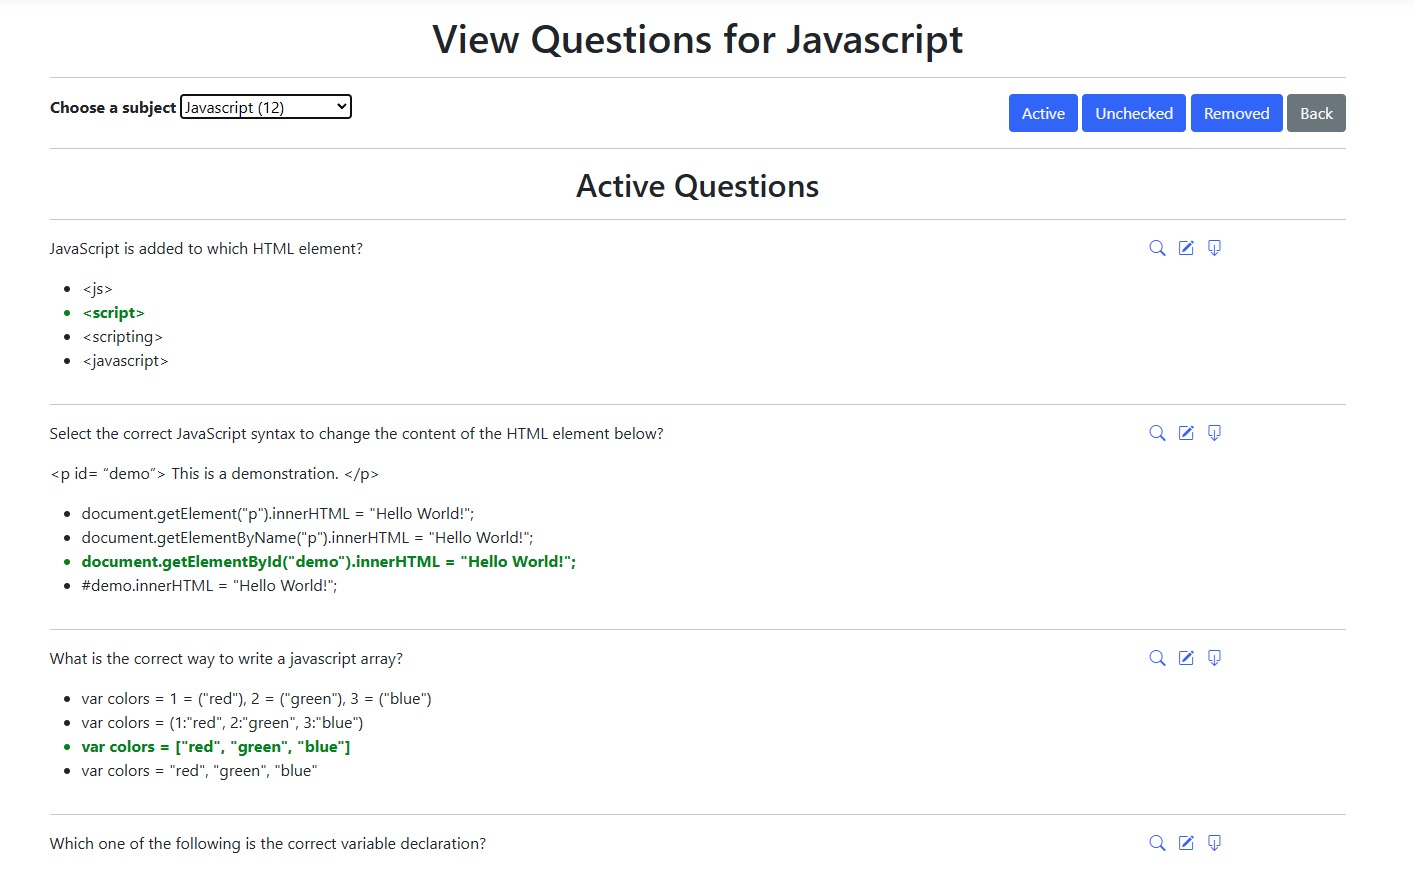 View Questions for Javascript
Choose a subject Javascript (12) Active Unchecked Removed Back
Active Questions
JavaScript is added to which HTML element?
<js>
<script>
<scripting>
<javascript>
Select the correct JavaScript syntax to change the content of the HTML element below?
<p id= “demo”> This is a demonstration. </p>
document.getElement("p").innerHTML = "Hello World!";
document.getElementByName("p").innerHTML = "Hello World!";
document.getElementById("demo").innerHTML = "Hello World!";
#demo.innerHTML = "Hello World!";
What is the correct way to write a javascript array?
var colors = 1 = ("red"), 2 = ("green"), 3 = ("blue")
var colors = (1:"red", 2:"green", 3:"blue")
var colors = ["red", "green", "blue"]
var colors = "red", "green", "blue"
Which one of the following is the correct variable declaration?